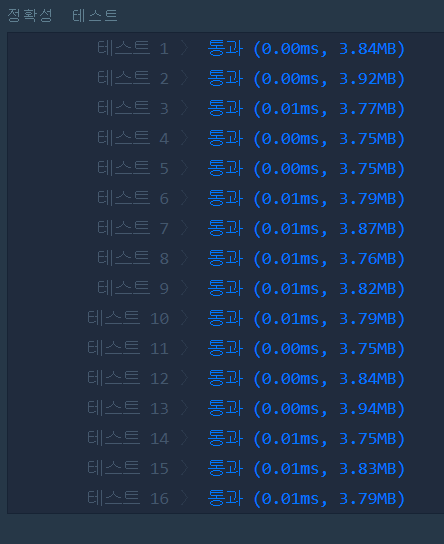 정확성 테스트
테스트 1 〉 통과 (0.00ms, 3.84MB)
테스트 2 〉 통과 (0.00ms, 3.92MB)
테스트 3 〉 통과 (0.01ms, 3.77MB)
테스트 4 〉 통과 (0.00ms, 3.75MB)
테스트 5 〉 통과 (0.00ms, 3.75MB)
테스트 6 〉 통과 (0.01ms, 3.79MB)
테스트 7 〉 통과 (0.01ms, 3.87MB)
테스트 8 〉 통과 (0.01ms, 3.76MB)
테스트 9 〉 통과 (0.01ms, 3.82MB)
테스트 10 〉 통과 (0.01ms, 3.79MB)
테스트 11 〉 통과 (0.00ms, 3.75MB)
테스트 12 〉 통과 (0.00ms, 3.84MB)
테스트 13 〉 통과 (0.00ms, 3.94MB)
테스트 14 〉 통과 (0.01ms, 3.75MB)
테스트 15 〉 통과 (0.01ms, 3.83MB)
테스트 16 〉 통과 (0.01ms, 3.79MB)